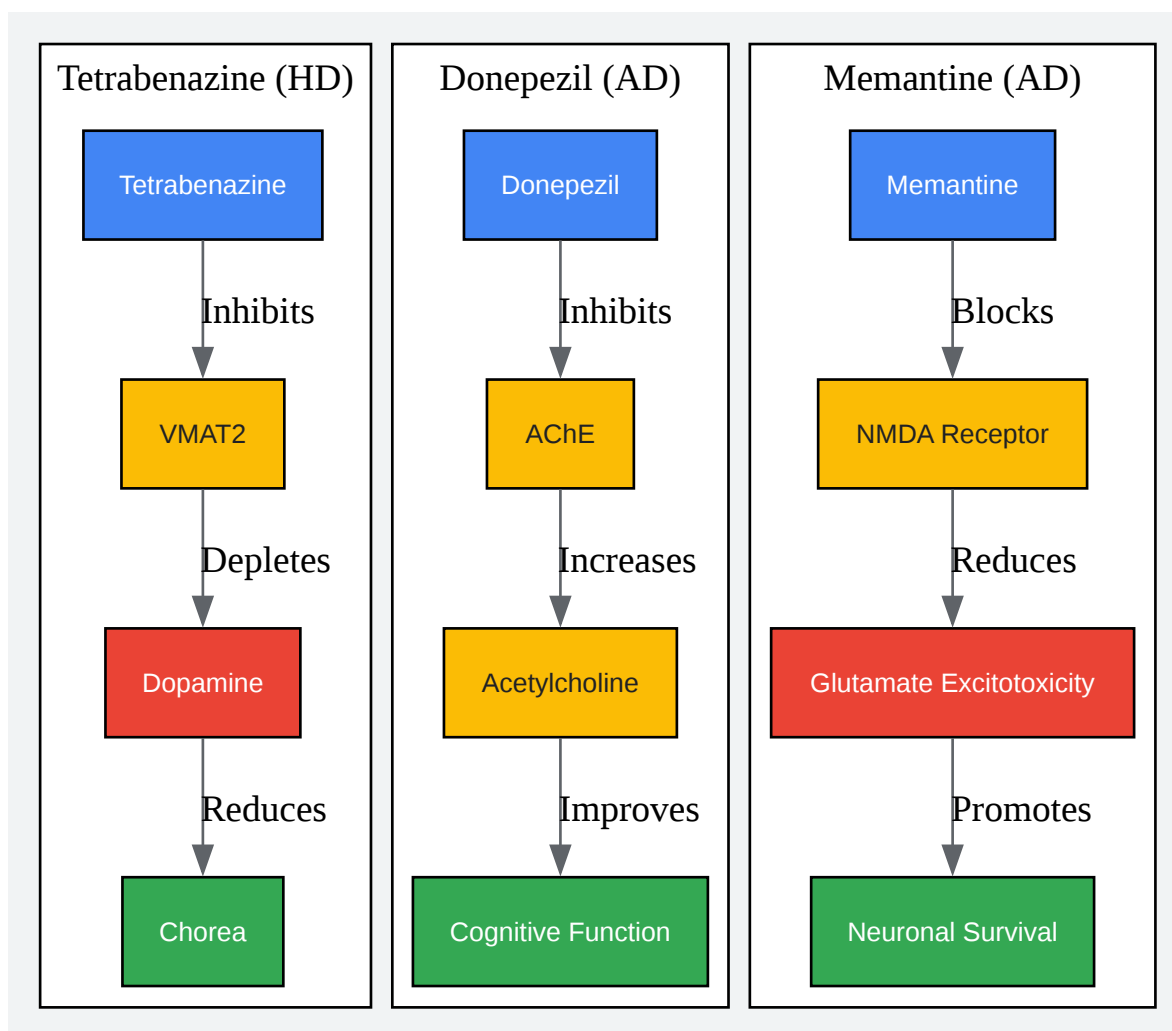 Tetrabenazine (HD)
Tetrabenazine
Inhibits
VMAT2
Depletes
Dopamine
Reduces
Chorea
Donepezil (AD)
Donepezil
Inhibits
AChE
Increases
Acetylcholine
Improves
Cognitive Function
Memantine (AD)
Memantine
Blocks
NMDA Receptor
Reduces
Glutamate Excitotoxicity
Promotes
Neuronal Survival